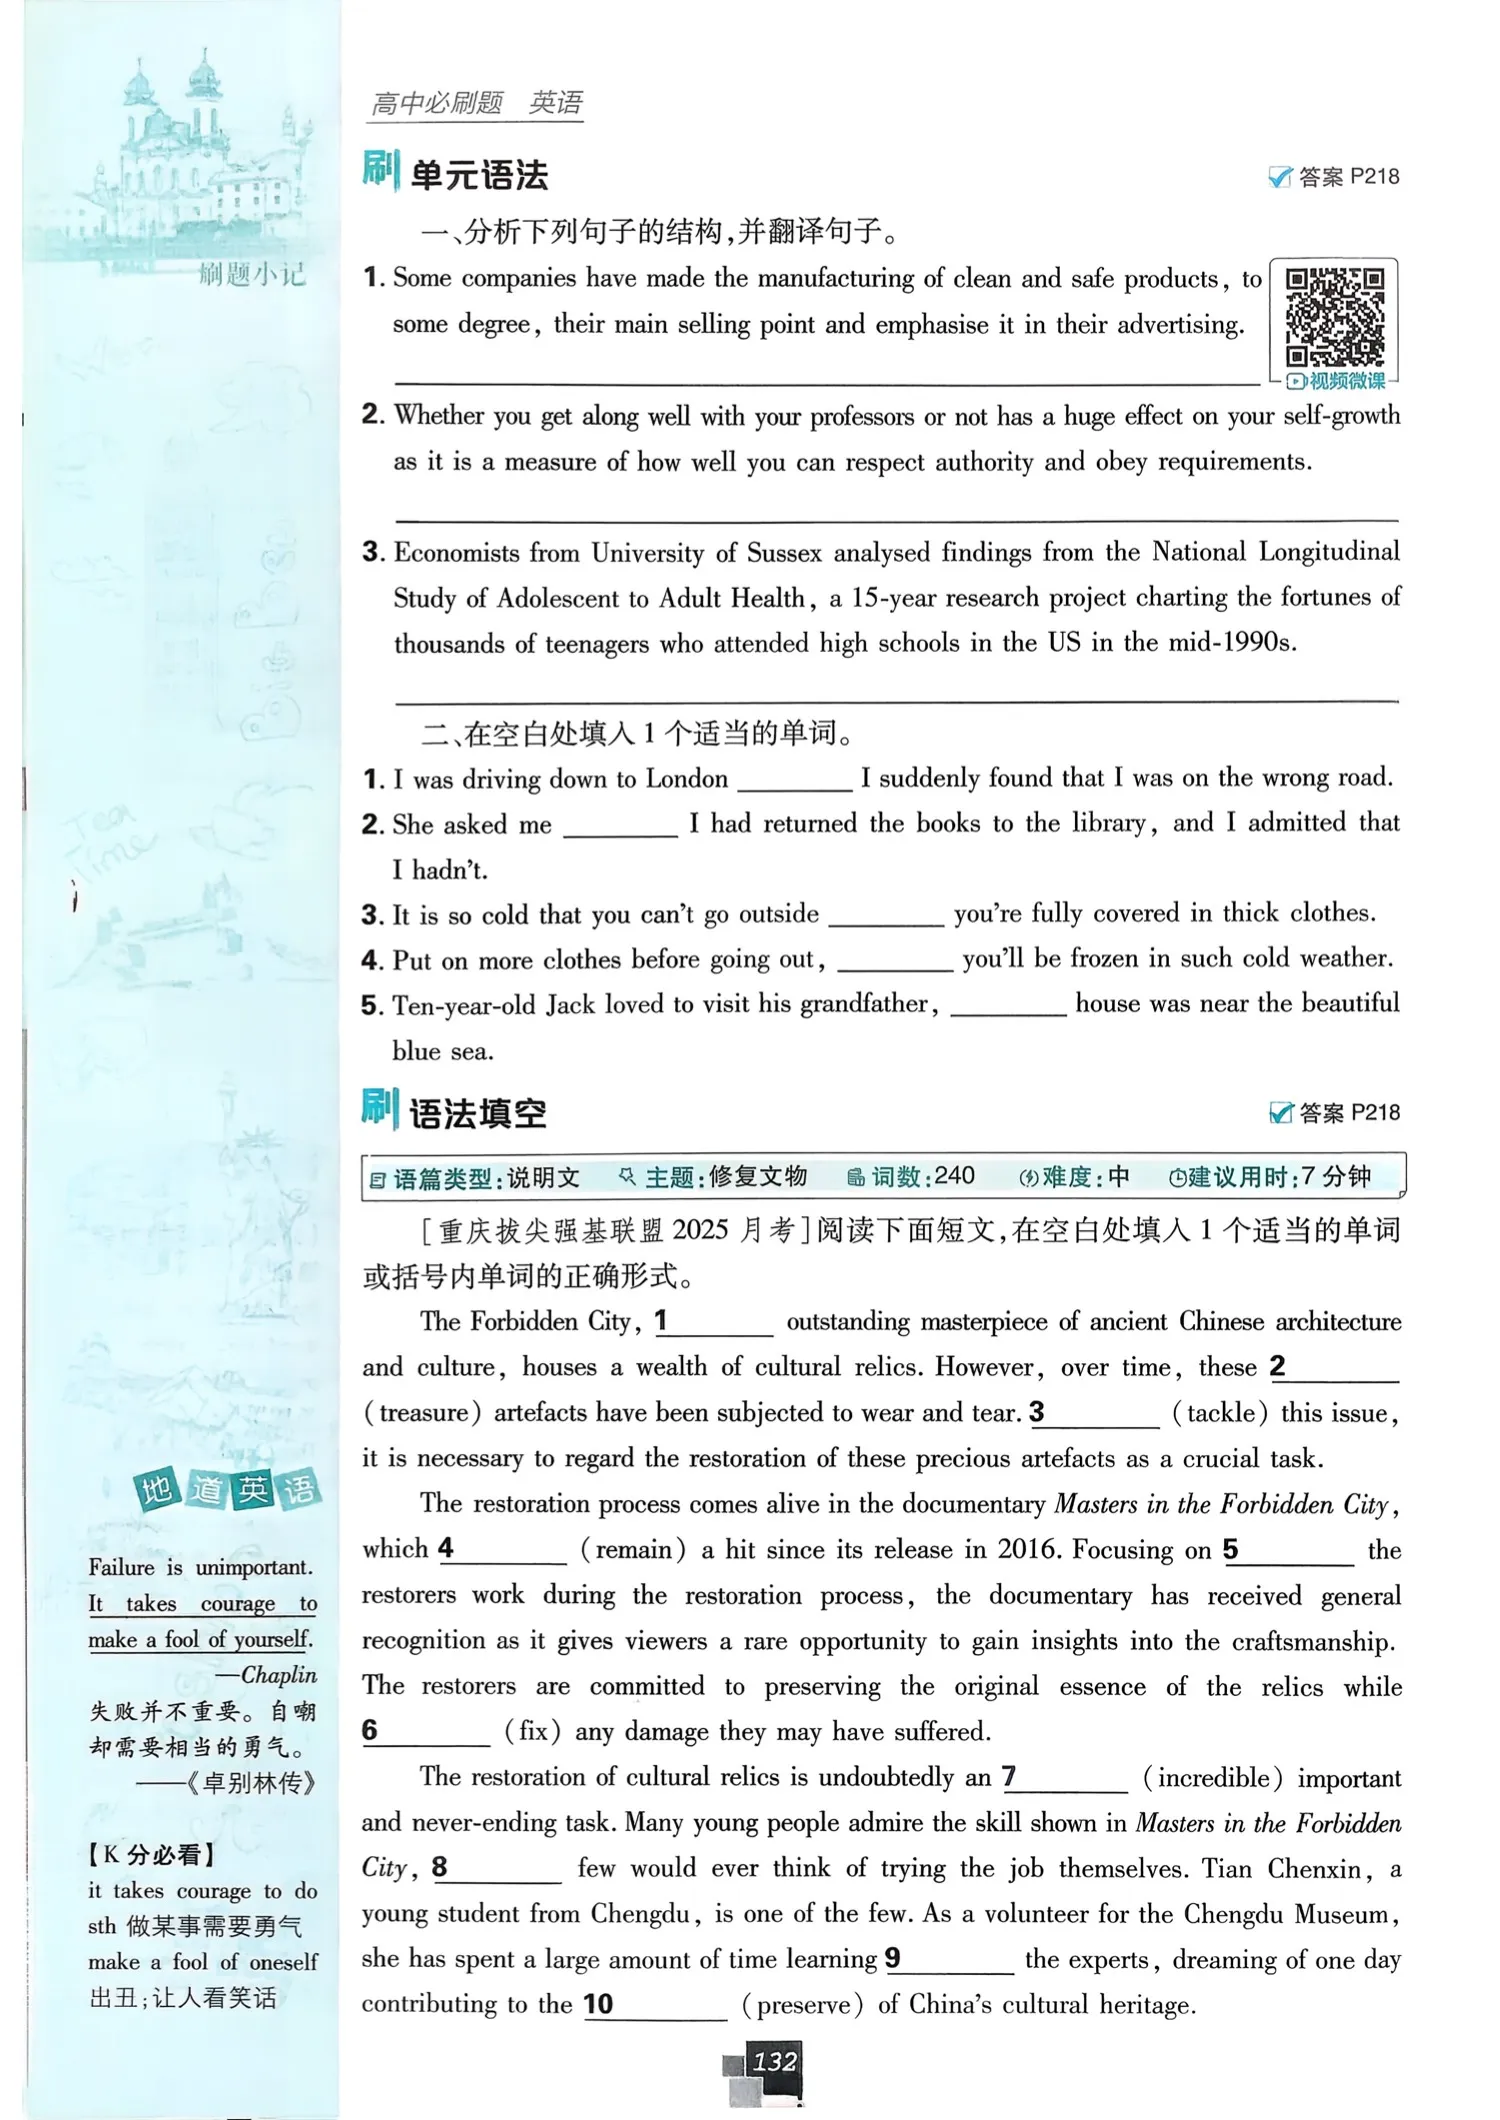 高中必刷题 英语
刷 单元语法
答案 P218
一、分析下列句子的结构,并翻译句子。
1. Some companies have made the manufacturing of clean and safe products, to
some degree, their main selling point and emphasise it in their advertising.
视频微课
2. Whether you get along well with your professors or not has a huge effect on your self-growth
as it is a measure of how well you can respect authority and obey requirements.
3. Economists from University of Sussex analysed findings from the National Longitudinal
Study of Adolescent to Adult Health, a 15-year research project charting the fortunes of
thousands of teenagers who attended high schools in the US in the mid-1990s.
二、在空白处填入 1 个适当的单词。
1. I was driving down to London ________ I suddenly found that I was on the wrong road.
2. She asked me ________ I had returned the books to the library, and I admitted that
I hadn't.
3. It is so cold that you can't go outside ________ you're fully covered in thick clothes.
4. Put on more clothes before going out, ________ you'll be frozen in such cold weather.
5. Ten-year-old Jack loved to visit his grandfather, ________ house was near the beautiful
blue sea.
刷 语法填空
答案 P218
语篇类型:说明文 主题:修复文物 词数:240 难度:中 建议用时:7 分钟
[重庆拔尖强基联盟 2025 月考]阅读下面短文,在空白处填入 1 个适当的单词
或括号内单词的正确形式。
The Forbidden City, 1________ outstanding masterpiece of ancient Chinese architecture
and culture, houses a wealth of cultural relics. However, over time, these 2________
(treasure) artefacts have been subjected to wear and tear. 3________ (tackle) this issue,
it is necessary to regard the restoration of these precious artefacts as a crucial task.
The restoration process comes alive in the documentary Masters in the Forbidden City,
which 4________ (remain) a hit since its release in 2016. Focusing on 5________ the
restorers work during the restoration process, the documentary has received general
recognition as it gives viewers a rare opportunity to gain insights into the craftsmanship.
The restorers are committed to preserving the original essence of the relics while
6________ (fix) any damage they may have suffered.
The restoration of cultural relics is undoubtedly an 7________ (incredible) important
and never-ending task. Many young people admire the skill shown in Masters in the Forbidden
City, 8________ few would ever think of trying the job themselves. Tian Chenxin, a
young student from Chengdu, is one of the few. As a volunteer for the Chengdu Museum,
she has spent a large amount of time learning 9________ the experts, dreaming of one day
contributing to the 10________ (preserve) of China's cultural heritage.
132
刷题小记
Tea
Time
地道英语
Failure is unimportant.
It takes courage to
make a fool of yourself.
—Chaplin
失败并不重要。自嘲
却需要相当的勇气。
——《卓别林传》
【K 分必看】
it takes courage to do
sth 做某事需要勇气
make a fool of oneself
出丑;让人看笑话